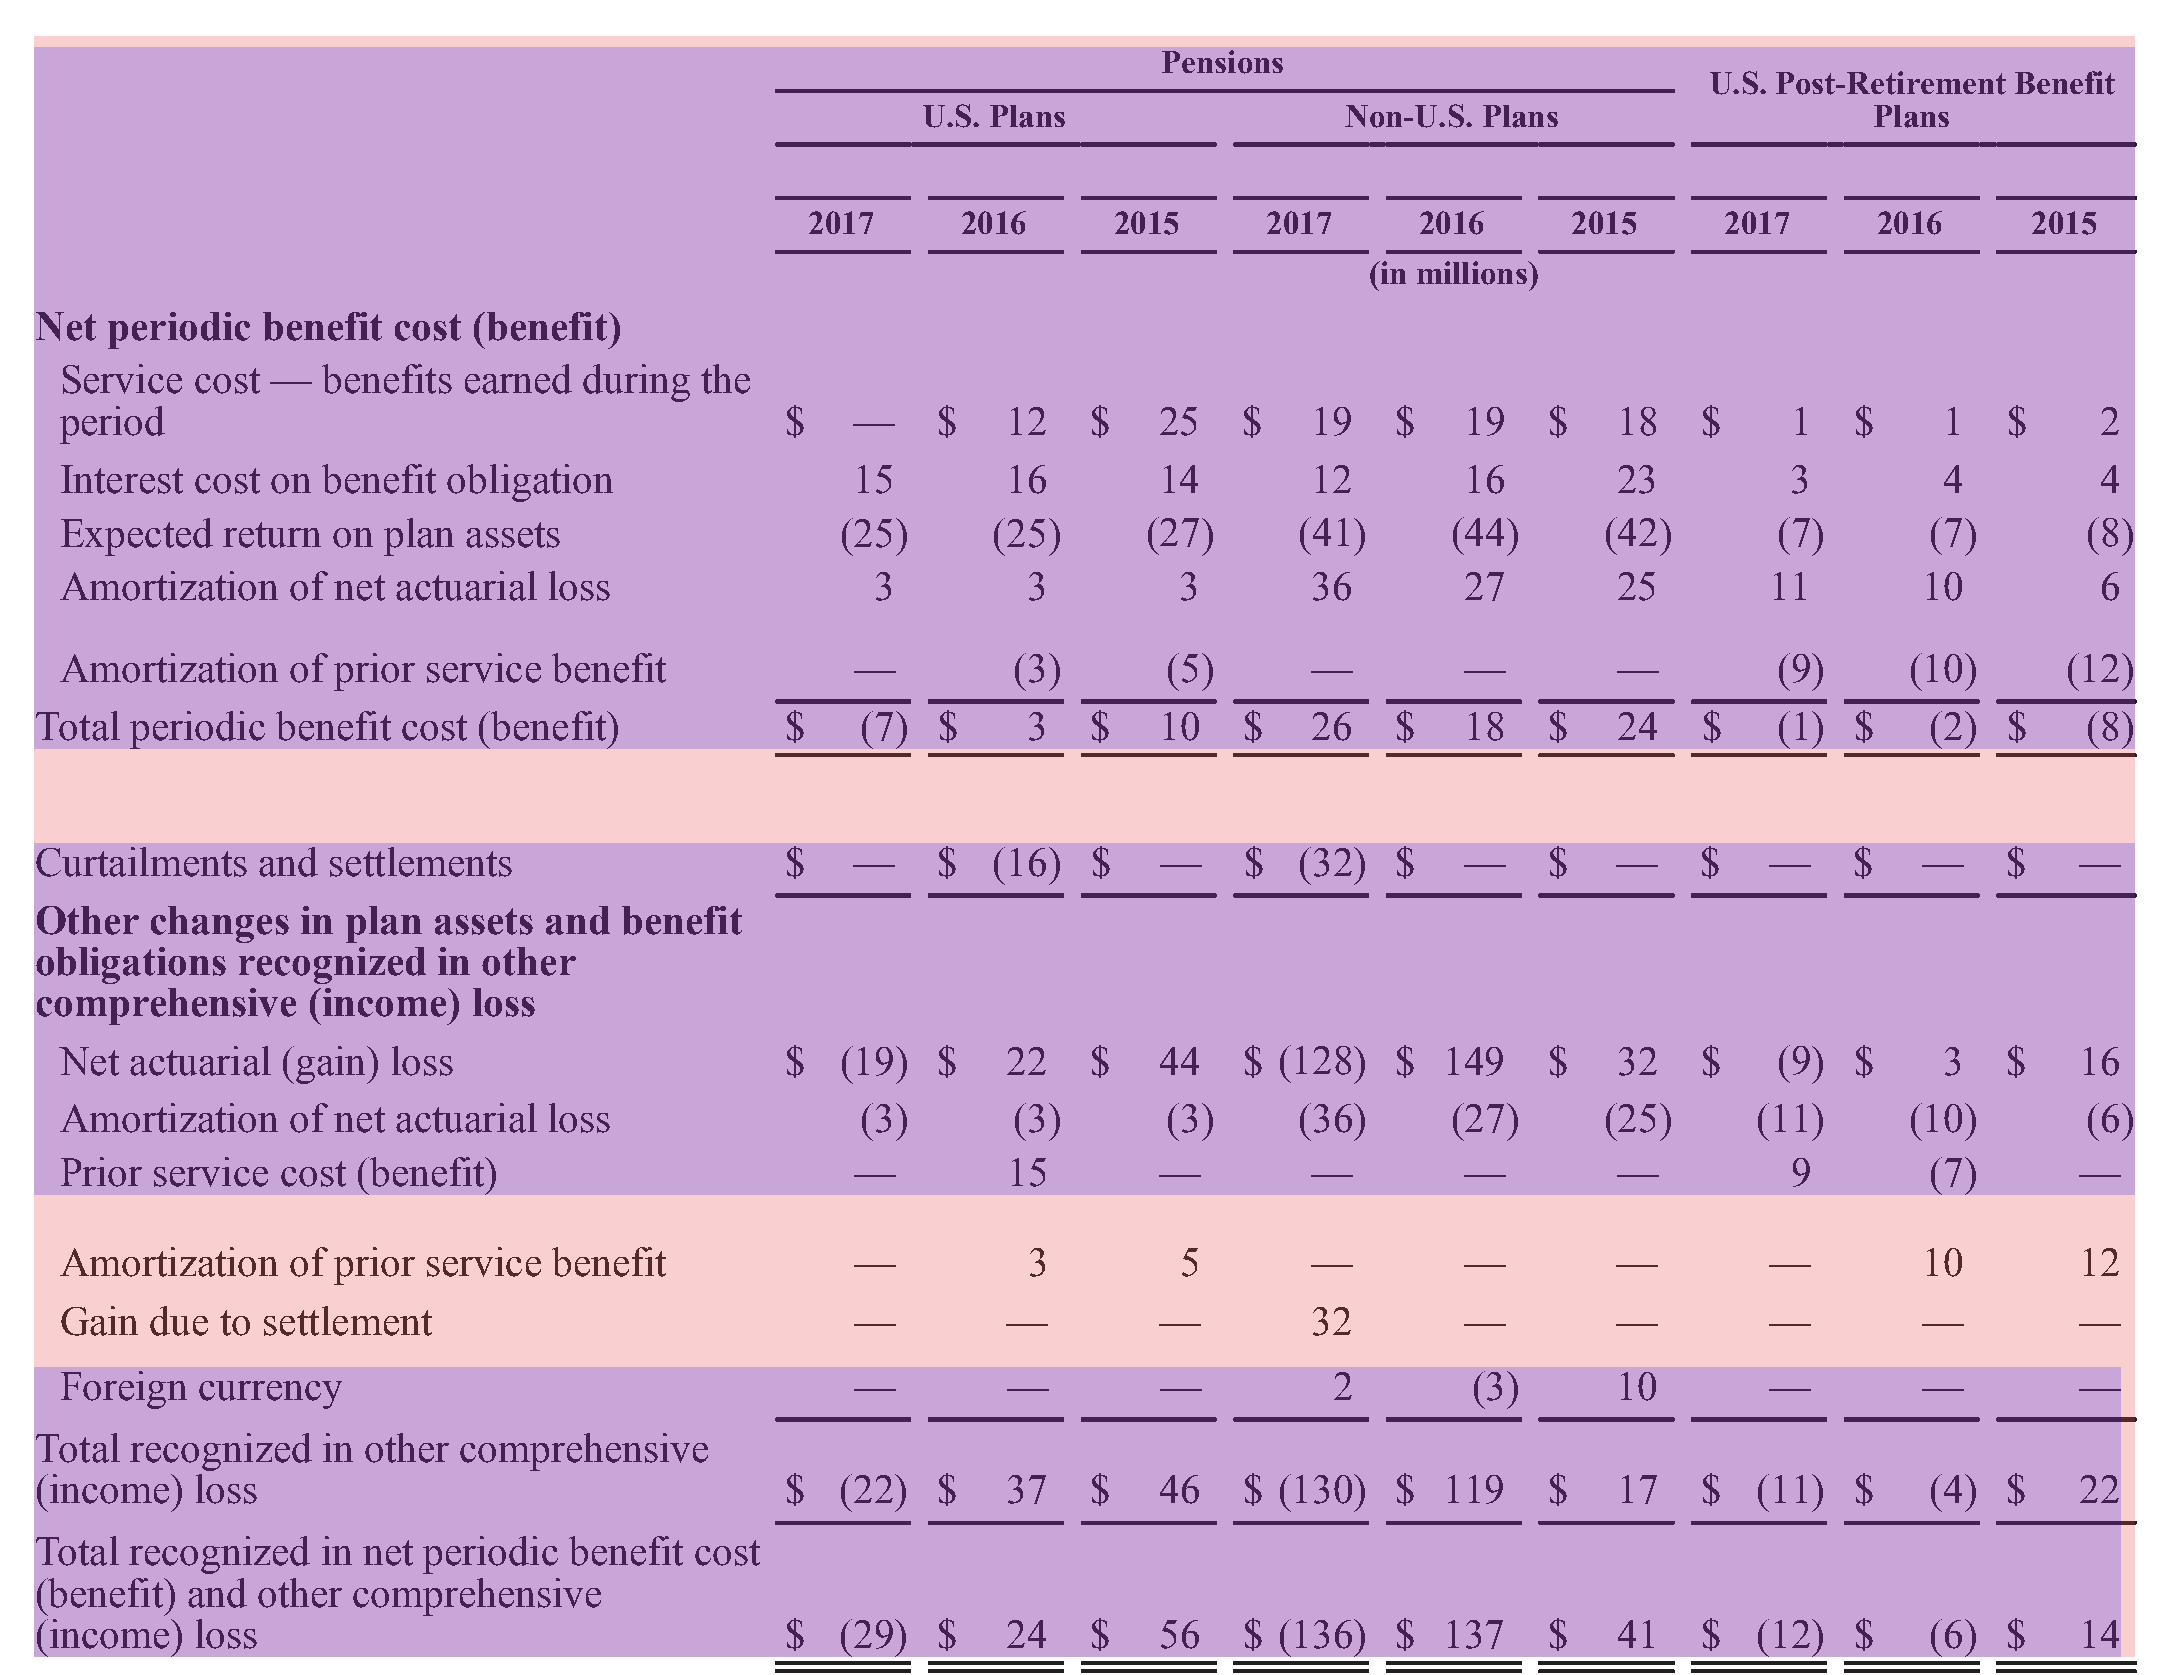 Pensions
U.S. Post-Retirement Benefit
Plans
U.S. Plans Non-U.S. Plans
2017 2016 2015 2017 2016 2015 2017 2016 2015
(in millions)
Net periodic benefit cost (benefit)
Service cost — benefits earned during the
period $ — $ 12 $ 25 $ 19 $ 19 $ 18 $ 1 $ 1 $ 2
Interest cost on benefit obligation 15 16 14 12 16 23 3 4 4
Expected return on plan assets (25) (25) (27) (41) (44) (42) (7) (7) (8)
Amortization of net actuarial loss 3 3 3 36 27 25 11 10 6
Amortization of prior service benefit — (3) (5) — — — (9) (10) (12)
Total periodic benefit cost (benefit) $ (7) $ 3 $ 10 $ 26 $ 18 $ 24 $ (1) $ (2) $ (8)
Curtailments and settlements $ — $ (16) $ — $ (32) $ — $ — $ — $ — $ —
Other changes in plan assets and benefit
obligations recognized in other
comprehensive (income) loss
Net actuarial (gain) loss $ (19) $ 22 $ 44 $ (128) $ 149 $ 32 $ (9) $ 3 $ 16
Amortization of net actuarial loss (3) (3) (3) (36) (27) (25) (11) (10) (6)
Prior service cost (benefit) — 15 — — — — 9 (7) —
Amortization of prior service benefit — 3 5 — — — — 10 12
Gain due to settlement — — — 32 — — — — —
Foreign currency — — — 2 (3) 10 — — —
Total recognized in other comprehensive
(income) loss $ (22) $ 37 $ 46 $ (130) $ 119 $ 17 $ (11) $ (4) $ 22
Total recognized in net periodic benefit cost
(benefit) and other comprehensive
(income) loss $ (29) $ 24 $ 56 $ (136) $ 137 $ 41 $ (12) $ (6) $ 14